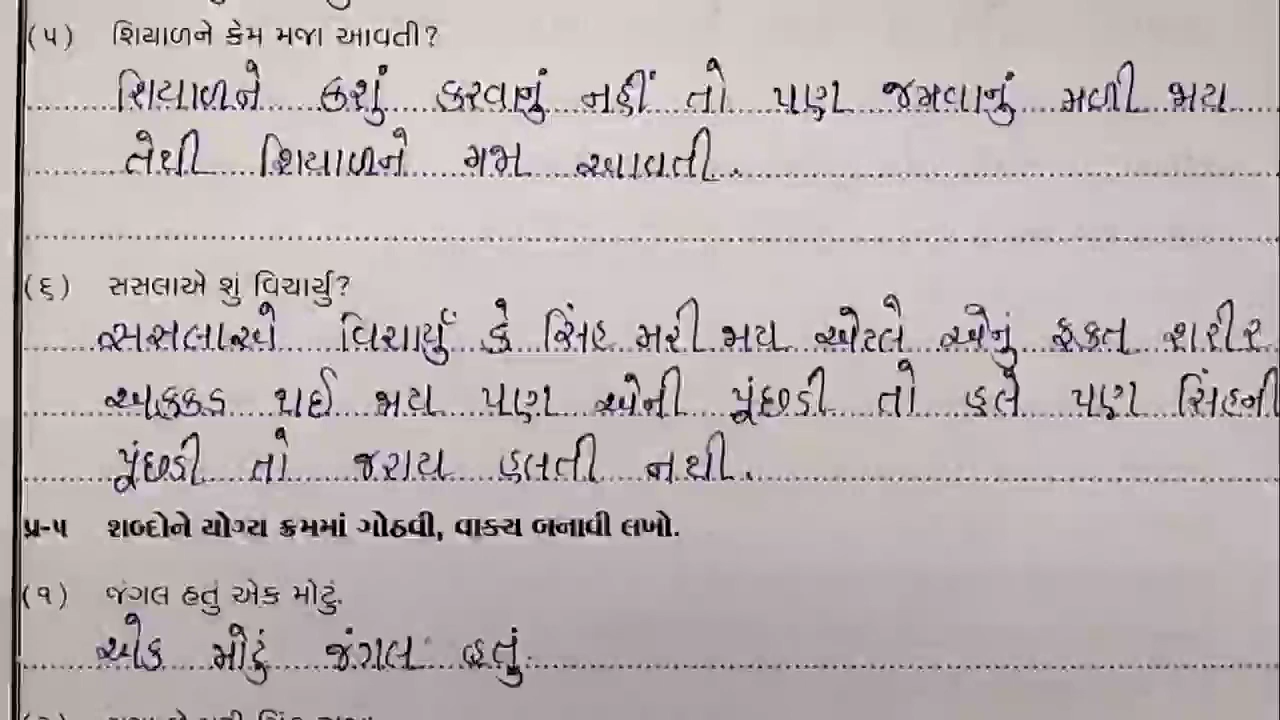 (૫) શિયાળને કેમ મજા આવતી?
શિયાળને કશું કરવાનું નહીં તો પણ જમવાનું મળી જાય
તેથી શિયાળને મજા આવતી.
(૬) સસલાએ શું વિચાર્યું?
સસલાએ વિચાર્યું કે સિંહ મરી જાય એટલે એનું ફક્ત શરીર
અક્કડ થઈ જાય પણ એની પૂંછડી તો હલે પણ સિંહની
પૂંછડી તો જરાય હલતી નથી.
પ્ર-૫ શબ્દોને યોગ્ય ક્રમમાં ગોઠવી, વાક્ય બનાવી લખો.
(૧) જંગલ હતું એક મોટું.
એક મોટું જંગલ હતું.